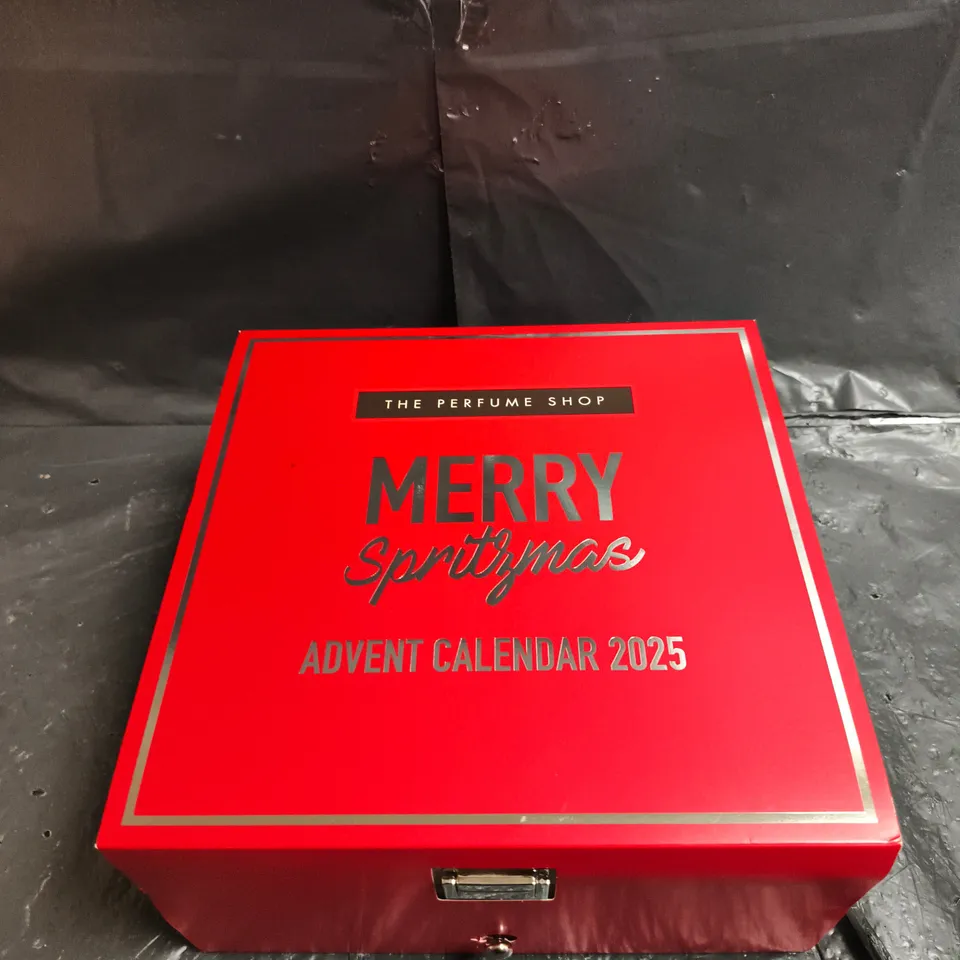 THE PERFUME SHOP
MERRY
Spritzmas
ADVENT CALENDAR 2025